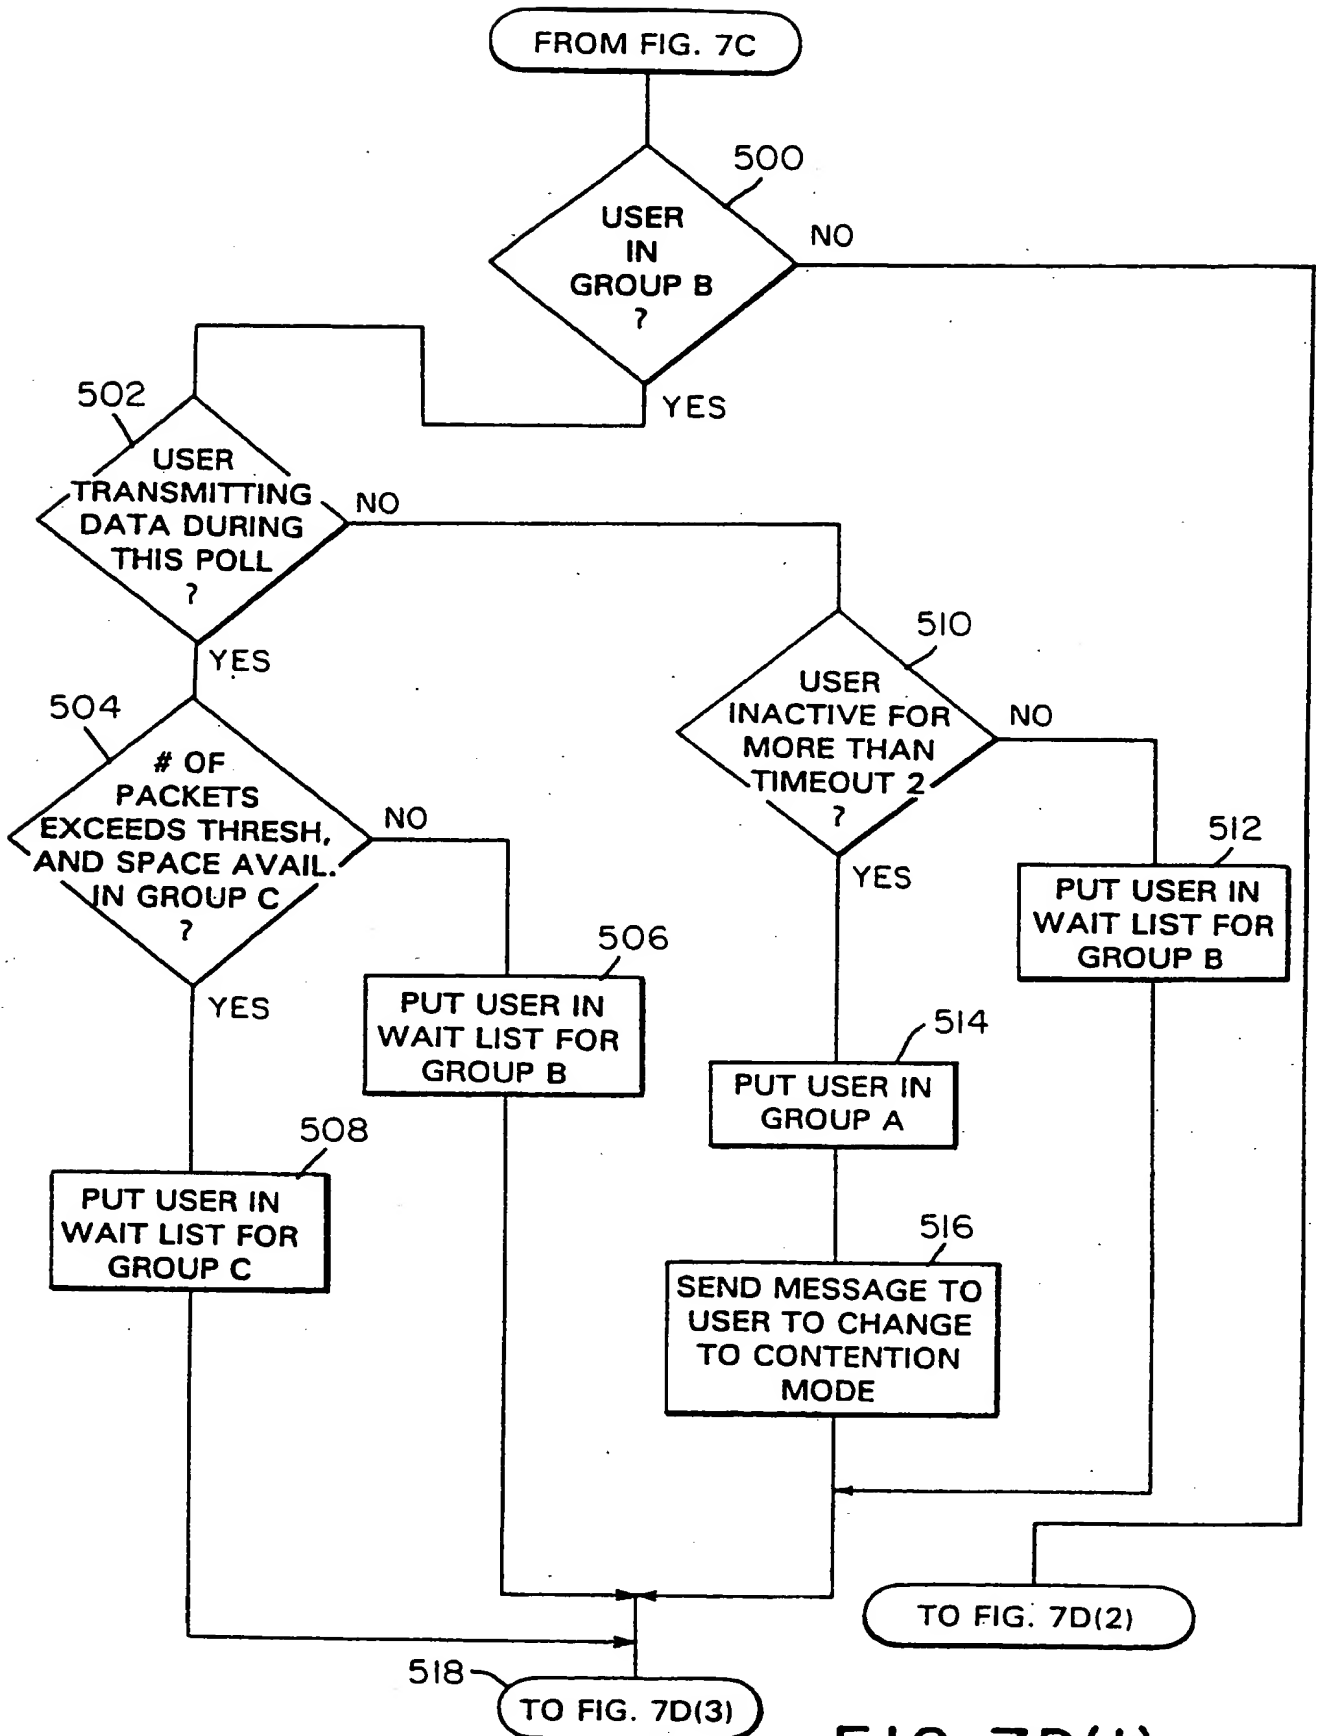 FROM FIG. 7C
500
USER
IN
GROUP B
?
NO
YES
502
USER
TRANSMITTING
DATA DURING
THIS POLL
?
NO
YES
510
USER
INACTIVE FOR
MORE THAN
TIMEOUT 2
?
NO
YES
504
# OF
PACKETS
EXCEEDS THRESH,
AND SPACE AVAIL.
IN GROUP C
?
NO
YES
512
PUT USER IN
WAIT LIST FOR
GROUP B
506
PUT USER IN
WAIT LIST FOR
GROUP B
514
PUT USER IN
GROUP A
508
PUT USER IN
WAIT LIST FOR
GROUP C
516
SEND MESSAGE TO
USER TO CHANGE
TO CONTENTION
MODE
TO FIG. 7D(2)
518
TO FIG. 7D(3)
FIG. 7D(1)